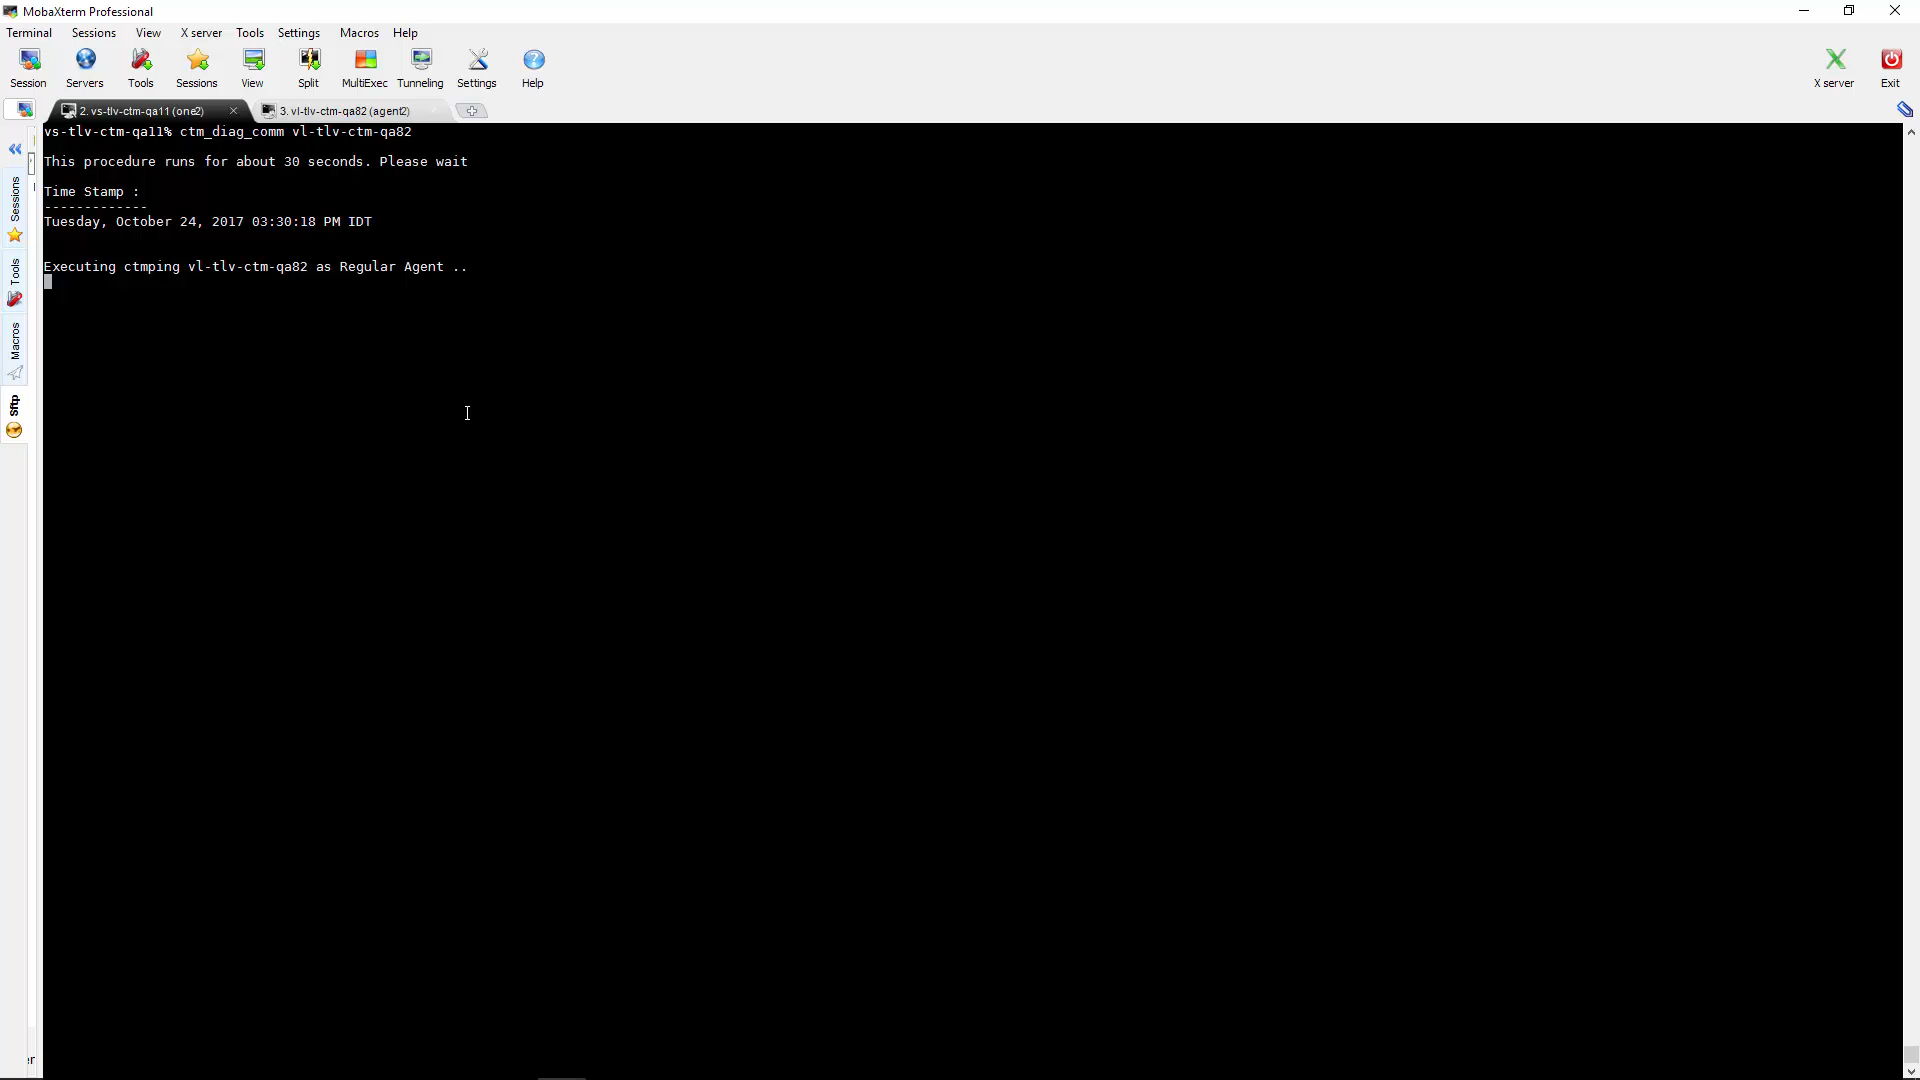 MobaXterm Professional
Terminal Sessions View X server Tools Settings Macros Help
Session Servers Tools Sessions View Split MultiExec Tunneling Settings Help X server Exit
2. vs-tlv-ctm-qa11 (one2) 3. vl-tlv-ctm-qa82 (agent2)
vs-tlv-ctm-qa11% ctm_diag_comm vl-tlv-ctm-qa82
This procedure runs for about 30 seconds. Please wait
Time Stamp :
-------------
Tuesday, October 24, 2017 03:30:18 PM IDT
Executing ctmping vl-tlv-ctm-qa82 as Regular Agent ..
Sessions
Tools
Macros
Sftp
er